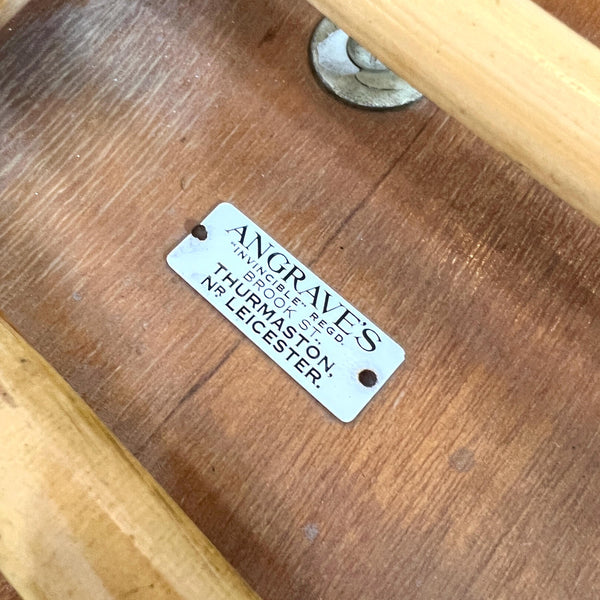 ANGRAVE'S
"INVINCIBLE" REGD.
BROOK ST.,
THURMASTON,
NR. LEICESTER.